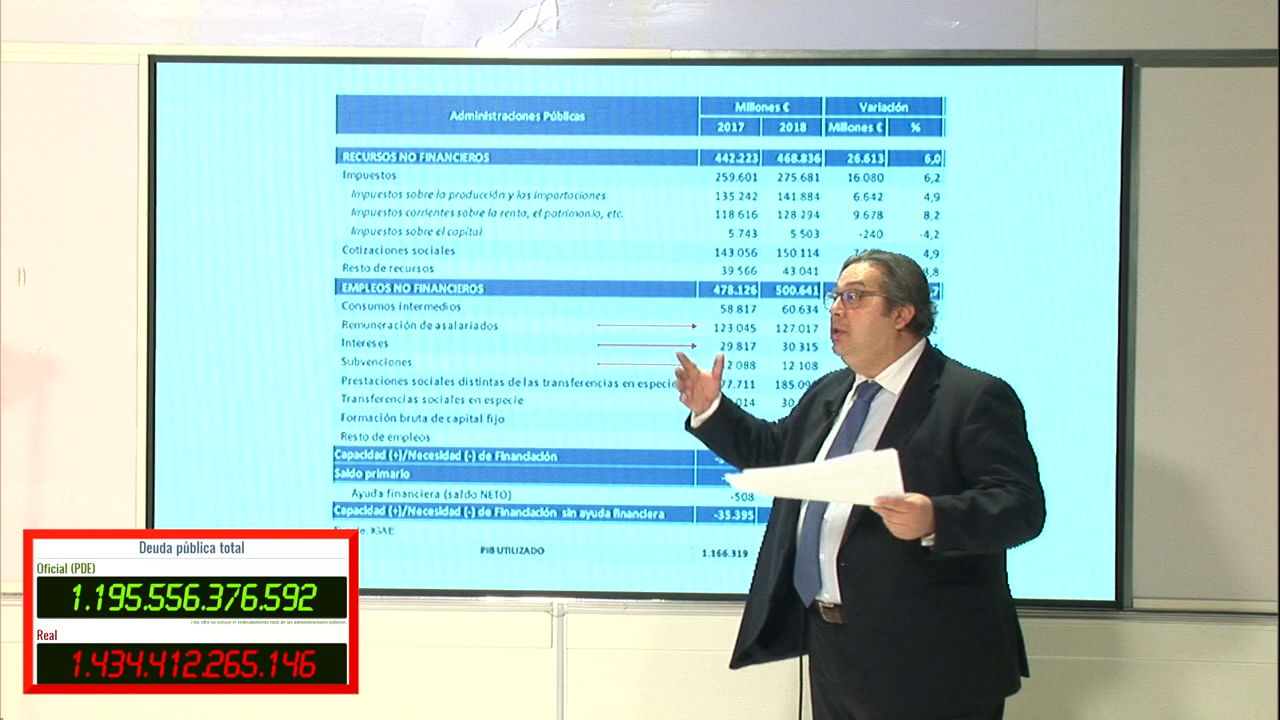 Administraciones Públicas Millones € Variación
2017 2018 Millones € %
RECURSOS NO FINANCIEROS 442.223 468.836 26.613 6,0
Impuestos 259.601 275.681 16.080 6,2
Impuestos sobre la producción y las importaciones 135.242 141.884 6.642 4,9
Impuestos corrientes sobre la renta, el patrimonio, etc. 118.616 128.294 9.678 8,2
Impuestos sobre el capital 5.743 5.503 -240 -4,2
Cotizaciones sociales 143.056 150.114 4,9
Resto de recursos 39.566 43.041
EMPLEOS NO FINANCIEROS 478.126 500.641
Consumos intermedios 58.817 60.634
Remuneración de asalariados 123.045 127.017
Intereses 29.817 30.315
Subvenciones 12.108
Prestaciones sociales distintas de las transferencias en especie
Transferencias sociales en especie
Formación bruta de capital fijo
Resto de empleos
Capacidad (+)/Necesidad (-) de Financiación
Saldo primario
Ayuda financiera (saldo NETO) -508
Capacidad (+)/Necesidad (-) de Financiación sin ayuda financiera -35.395
IGAE
PIB UTILIZADO 1.166.319
Deuda pública total
Oficial (PDE)
1.195.556.376.592
Real
1.434.412.265.146